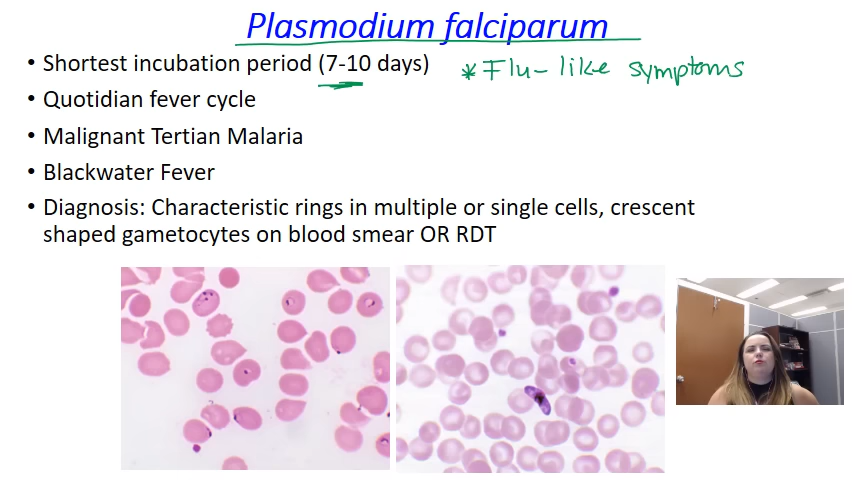 Plasmodium falciparum
• Shortest incubation period (7-10 days) * Flu-like symptoms
• Quotidian fever cycle
• Malignant Tertian Malaria
• Blackwater Fever
• Diagnosis: Characteristic rings in multiple or single cells, crescent
shaped gametocytes on blood smear OR RDT